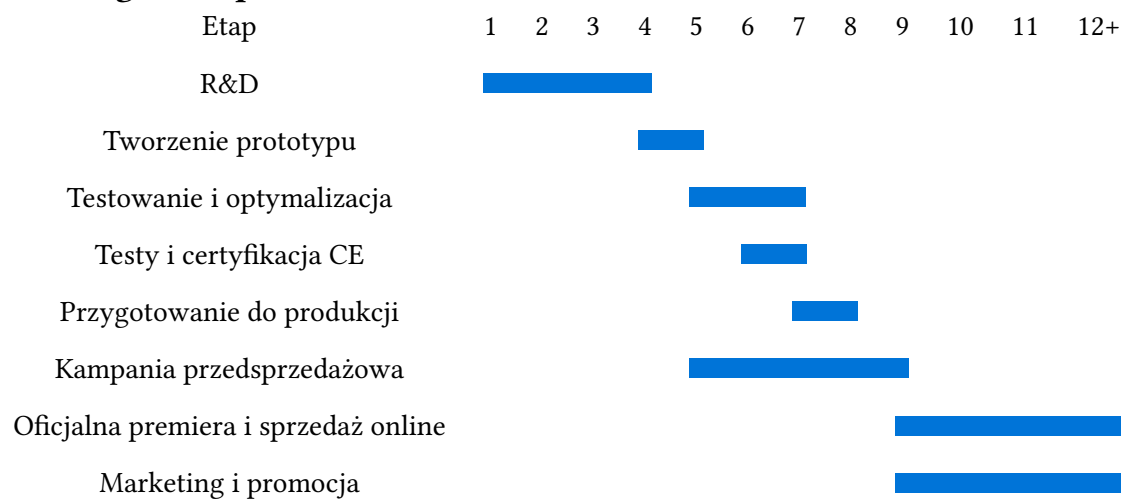 Etap 1 2 3 4 5 6 7 8 9 10 11 12+
R&D
Tworzenie prototypu
Testowanie i optymalizacja
Testy i certyfikacja CE
Przygotowanie do produkcji
Kampania przedsprzedażowa
Oficjalna premiera i sprzedaż online
Marketing i promocja